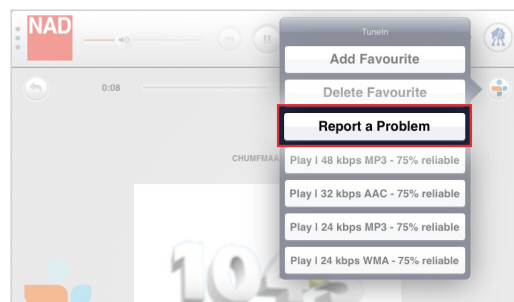 NAD
TuneIn
Add Favourite
Delete Favourite
0:08
Report a Problem
CHUMFMAA
Play | 48 kbps MP3 - 75% reliable
Play | 32 kbps AAC - 75% reliable
Play | 24 kbps MP3 - 75% reliable
Play | 24 kbps WMA - 75% reliable
104